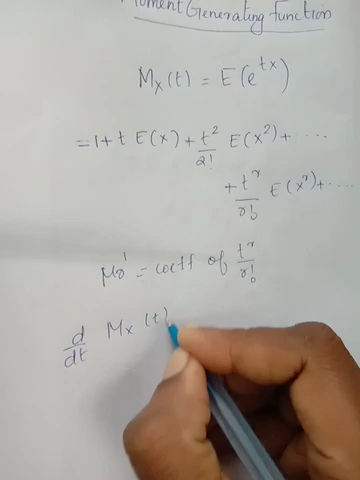 Moment Generating Function
Mₓ(t) = E(e^{tx})
= 1 + t E(x) + t²/2! E(x²) + ....
+ t^r/r! E(x^r) + ....
μr' = coeff of t^r/r!
d/dt Mₓ(t)